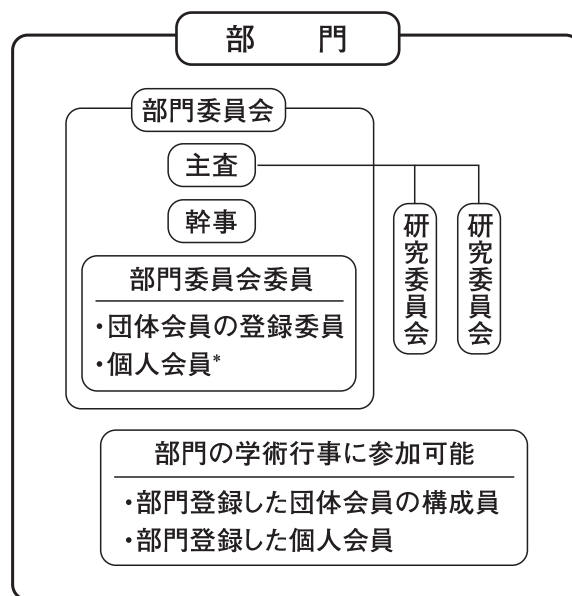 部　門
部門委員会
主査
幹事
部門委員会委員
・団体会員の登録委員
・個人会員*
研究委員会
研究委員会
部門の学術行事に参加可能
・部門登録した団体会員の構成員
・部門登録した個人会員